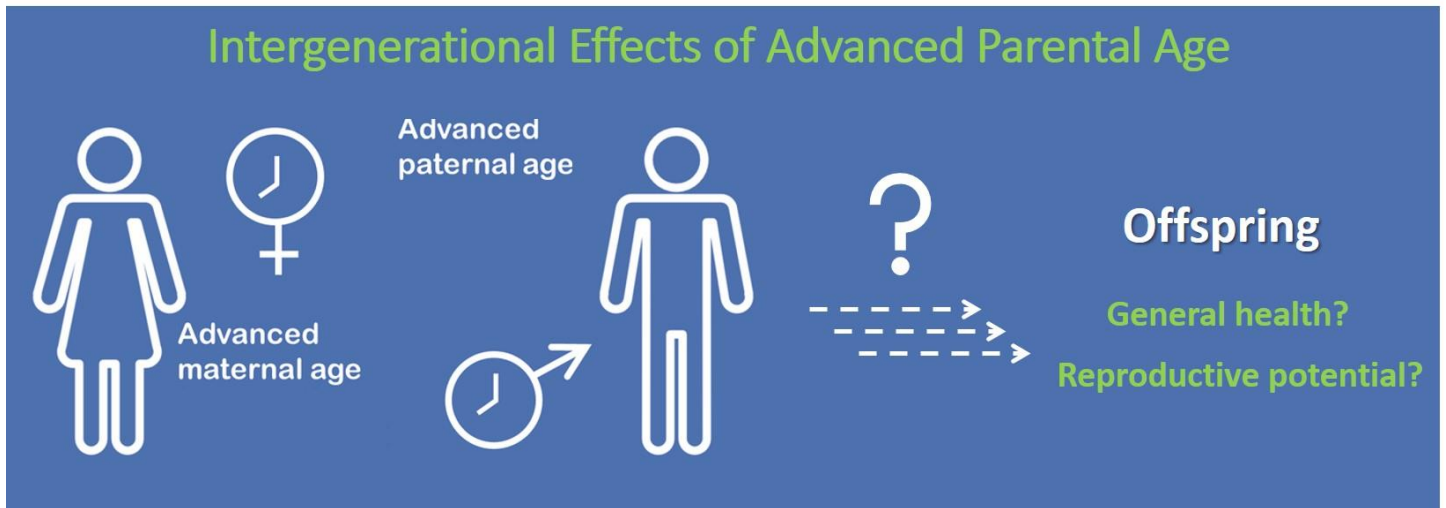 Intergenerational Effects of Advanced Parental Age
Advanced
maternal age
Advanced
paternal age
?
Offspring
General health?
Reproductive potential?